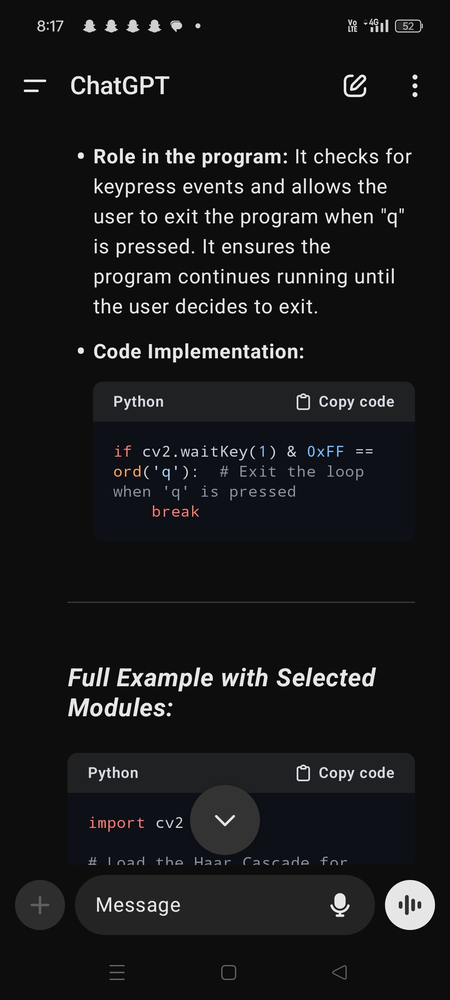 8:17
Vo LTE 4G 52
ChatGPT
• Role in the program: It checks for
keypress events and allows the
user to exit the program when "q"
is pressed. It ensures the
program continues running until
the user decides to exit.
• Code Implementation:
Python Copy code
if cv2.waitKey(1) & 0xFF ==
ord('q'):  # Exit the loop
when 'q' is pressed
    break
Full Example with Selected
Modules:
Python Copy code
import cv2
# Load the Haar Cascade for
Message